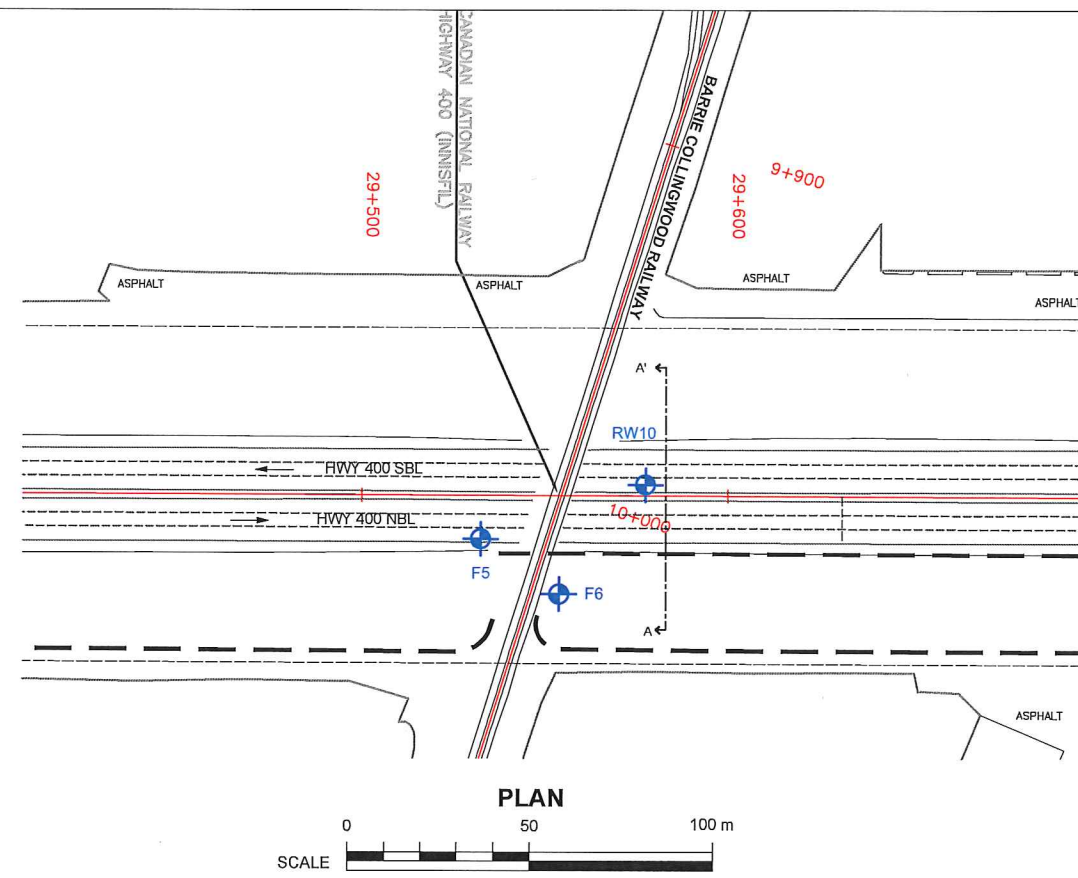 CANADIAN NATIONAL RAILWAY
HIGHWAY 400 (INNISFIL)
BARRIE COLLINGWOOD RAILWAY
29+500
29+600
9+900
ASPHALT
ASPHALT
ASPHALT
ASPHALT
A'
RW10
HWY 400 SBL
HWY 400 NBL
10+000
F5
F6
A
ASPHALT
PLAN
0 50 100 m
SCALE